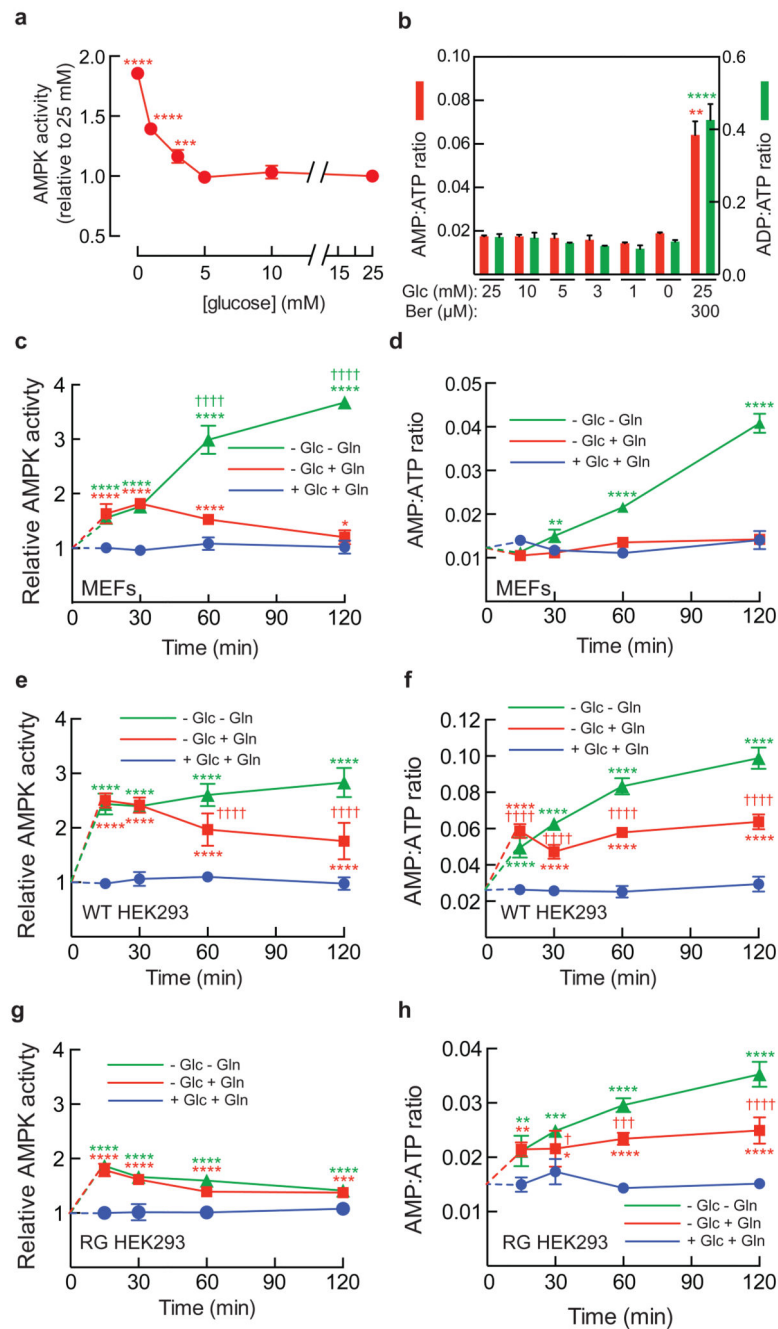 a
b
****
****
***
2.0
1.5
1.0
0.5
AMPK activity
(relative to 25 mM)
0
5
10
15
25
[glucose] (mM)
0.10
0.08
0.06
0.04
0.02
AMP:ATP ratio
0.6
0.4
0.2
0.0
ADP:ATP ratio
****
**
Glc (mM): 25 10 5 3 1 0 25
Ber (µM): 300
c
d
4
3
2
1
Relative AMPK activty
††††
****
††††
****
- Glc - Gln
- Glc + Gln
+ Glc + Gln
**** ****
**** ****
****
*
MEFs
0 30 60 90 120
Time (min)
0.05
0.04
0.03
0.02
0.01
AMP:ATP ratio
- Glc - Gln
- Glc + Gln
+ Glc + Gln
**
****
****
MEFs
0 30 60 90 120
Time (min)
e
f
4
3
2
1
Relative AMPK activty
- Glc - Gln
- Glc + Gln
+ Glc + Gln
**** **** **** ****
†††† ††††
**** **** **** ****
WT HEK293
0 30 60 90 120
Time (min)
0.12
0.10
0.08
0.06
0.04
0.02
0.00
AMP:ATP ratio
- Glc - Gln
- Glc + Gln
+ Glc + Gln
****
††††
****
****
††††
****
****
††††
****
****
††††
****
WT HEK293
0 30 60 90 120
Time (min)
g
h
4
3
2
1
Relative AMPK activty
- Glc - Gln
- Glc + Gln
+ Glc + Gln
**** **** **** ****
**** **** **** ***
RG HEK293
0 30 60 90 120
Time (min)
0.04
0.03
0.02
0.01
AMP:ATP ratio
**
**
***
†
*
****
†††
****
****
††††
****
- Glc - Gln
- Glc + Gln
+ Glc + Gln
RG HEK293
0 30 60 90 120
Time (min)